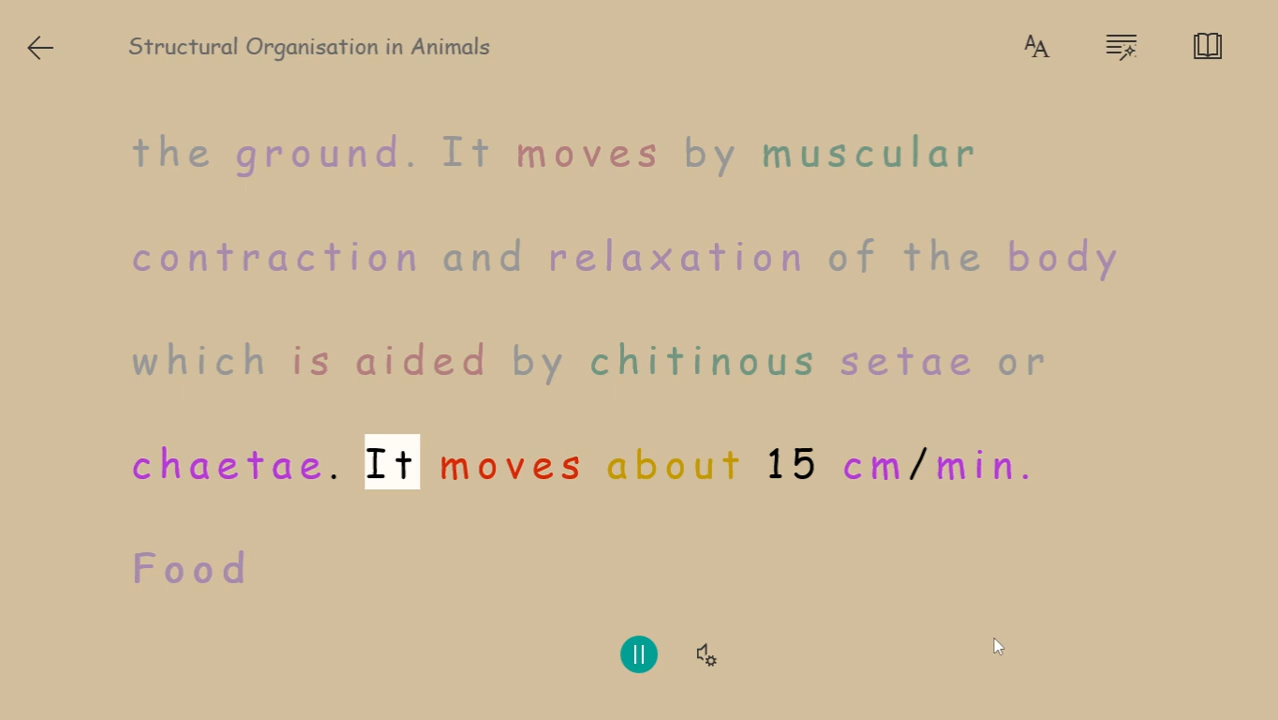 Structural Organisation in Animals
the ground. It moves by muscular
contraction and relaxation of the body
which is aided by chitinous setae or
chaetae. It moves about 15 cm/min.
Food